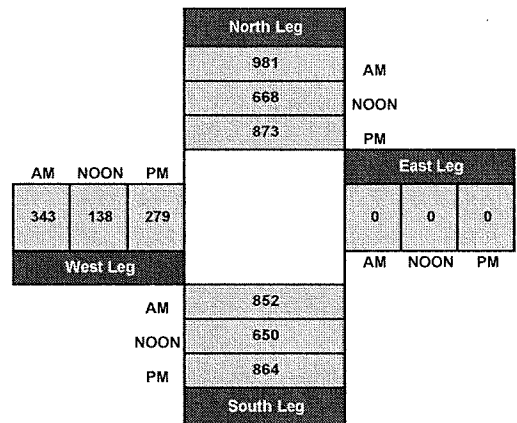 North Leg
981 AM
668 NOON
873 PM
AM NOON PM
East Leg
343 138 279
0 0 0
West Leg
AM NOON PM
AM 852
NOON 650
PM 864
South Leg